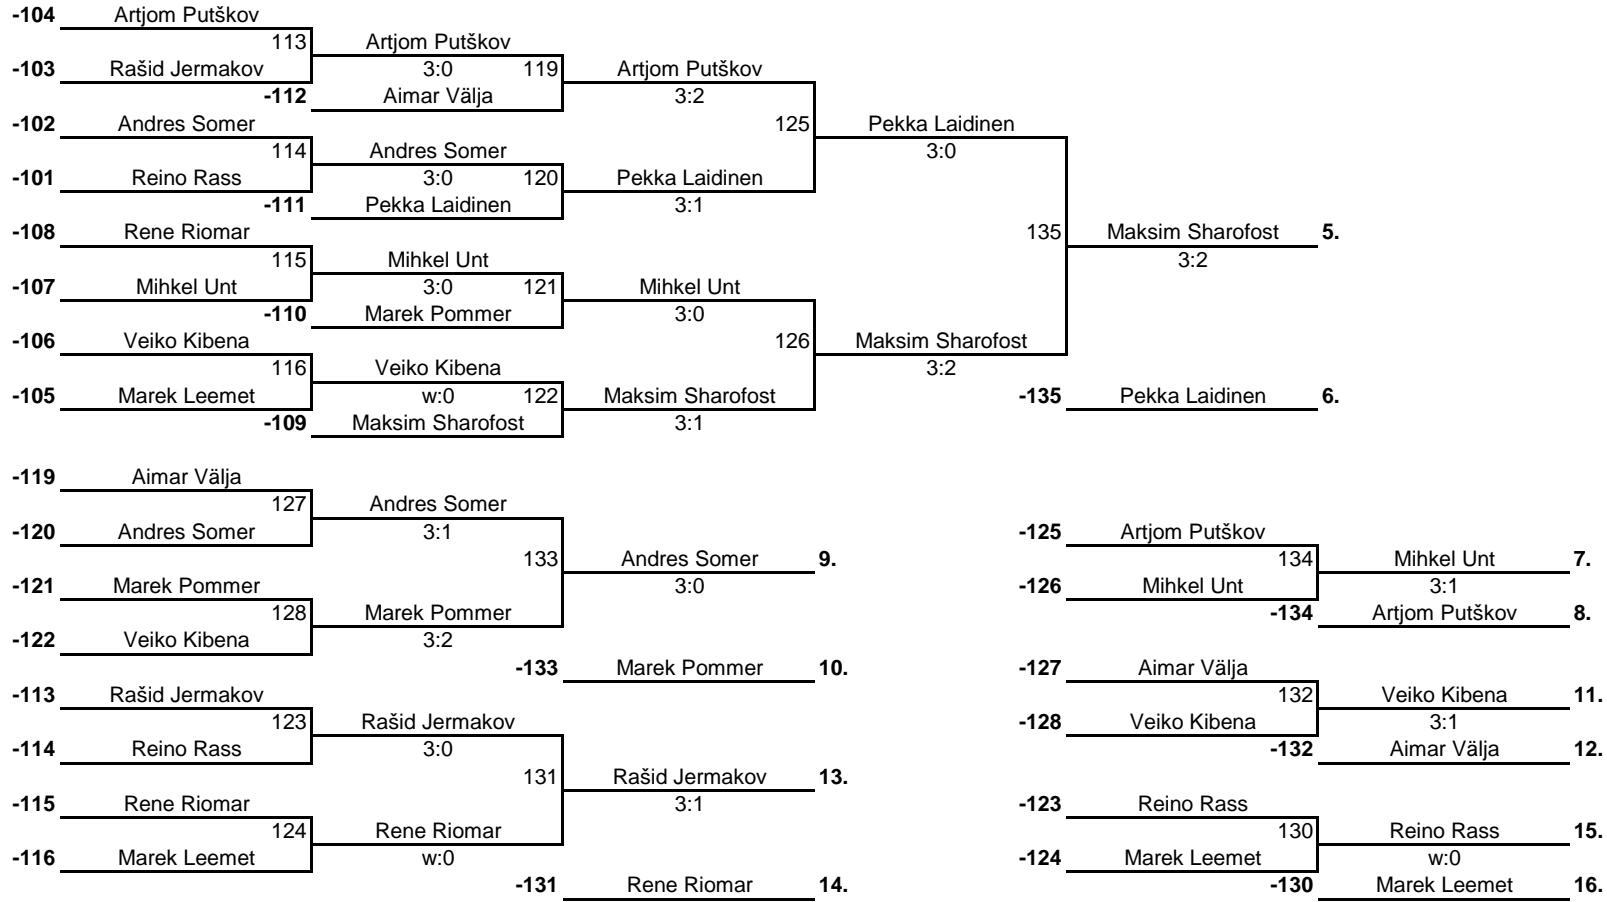 -104 Artjom Putškov
113 Artjom Putškov
-103 Rašid Jermakov 3:0 119 Artjom Putškov
-112 Aimar Välja 3:2
-102 Andres Somer 125 Pekka Laidinen
114 Andres Somer 3:0
-101 Reino Rass 3:0 120 Pekka Laidinen
-111 Pekka Laidinen 3:1
-108 Rene Riomar 135 Maksim Sharofost 5.
115 Mihkel Unt 3:2
-107 Mihkel Unt 3:0 121 Mihkel Unt
-110 Marek Pommer 3:0
-106 Veiko Kibena 126 Maksim Sharofost
116 Veiko Kibena 3:2
-105 Marek Leemet w:0 122 Maksim Sharofost -135 Pekka Laidinen 6.
-109 Maksim Sharofost 3:1
-119 Aimar Välja
127 Andres Somer
-120 Andres Somer 3:1 -125 Artjom Putškov
133 Andres Somer 9. 134 Mihkel Unt 7.
-121 Marek Pommer 3:0 -126 Mihkel Unt 3:1
128 Marek Pommer -134 Artjom Putškov 8.
-122 Veiko Kibena 3:2
-133 Marek Pommer 10. -127 Aimar Välja
-113 Rašid Jermakov 132 Veiko Kibena 11.
123 Rašid Jermakov -128 Veiko Kibena 3:1
-114 Reino Rass 3:0 -132 Aimar Välja 12.
131 Rašid Jermakov 13.
-115 Rene Riomar 3:1 -123 Reino Rass
124 Rene Riomar 130 Reino Rass 15.
-116 Marek Leemet w:0 -124 Marek Leemet w:0
-131 Rene Riomar 14. -130 Marek Leemet 16.